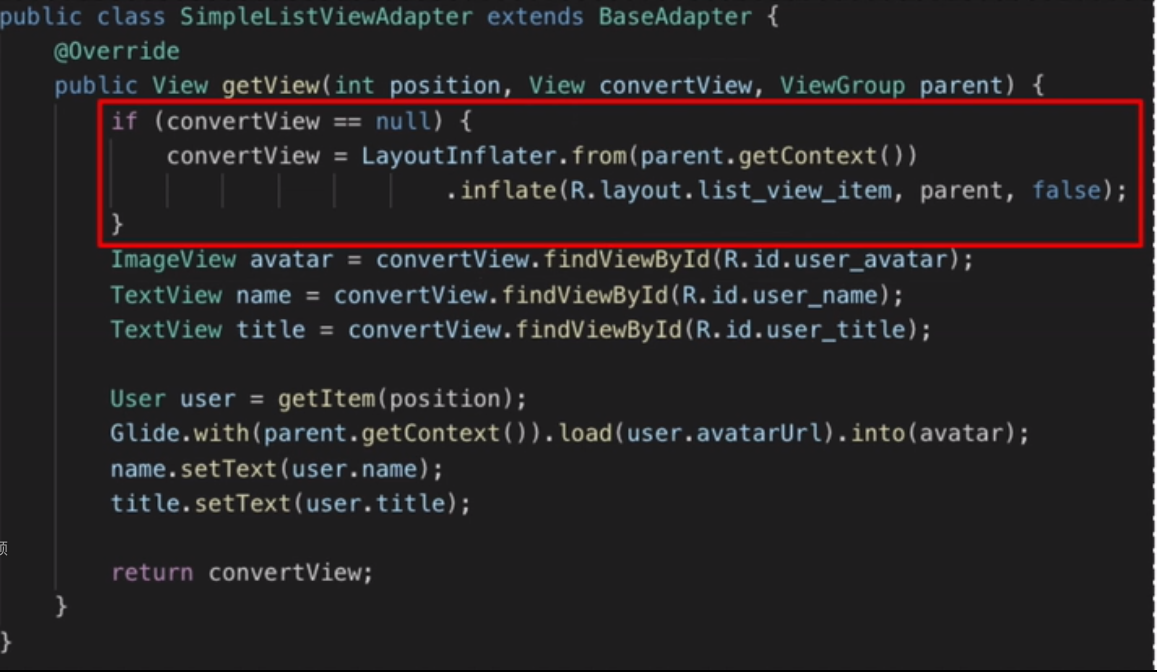 public class SimpleListViewAdapter extends BaseAdapter {
    @Override
    public View getView(int position, View convertView, ViewGroup parent) {
        if (convertView == null) {
            convertView = LayoutInflater.from(parent.getContext())
                                .inflate(R.layout.list_view_item, parent, false);
        }
        ImageView avatar = convertView.findViewById(R.id.user_avatar);
        TextView name = convertView.findViewById(R.id.user_name);
        TextView title = convertView.findViewById(R.id.user_title);
        User user = getItem(position);
        Glide.with(parent.getContext()).load(user.avatarUrl).into(avatar);
        name.setText(user.name);
        title.setText(user.title);
        return convertView;
    }
}